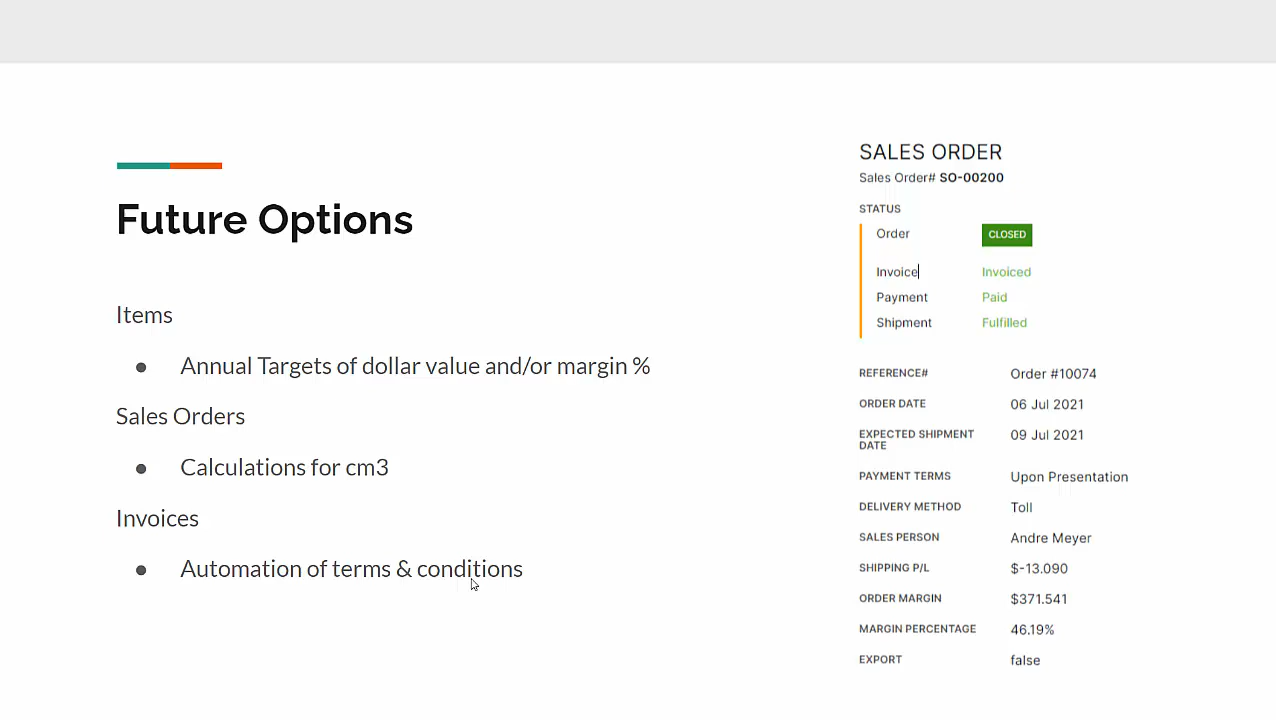 Future Options
Items
● Annual Targets of dollar value and/or margin %
Sales Orders
● Calculations for cm3
Invoices
● Automation of terms & conditions
SALES ORDER
Sales Order# SO-00200
STATUS
Order CLOSED
Invoice Invoiced
Payment Paid
Shipment Fulfilled
REFERENCE# Order #10074
ORDER DATE 06 Jul 2021
EXPECTED SHIPMENT
DATE 09 Jul 2021
PAYMENT TERMS Upon Presentation
DELIVERY METHOD Toll
SALES PERSON Andre Meyer
SHIPPING P/L $-13.090
ORDER MARGIN $371.541
MARGIN PERCENTAGE 46.19%
EXPORT false